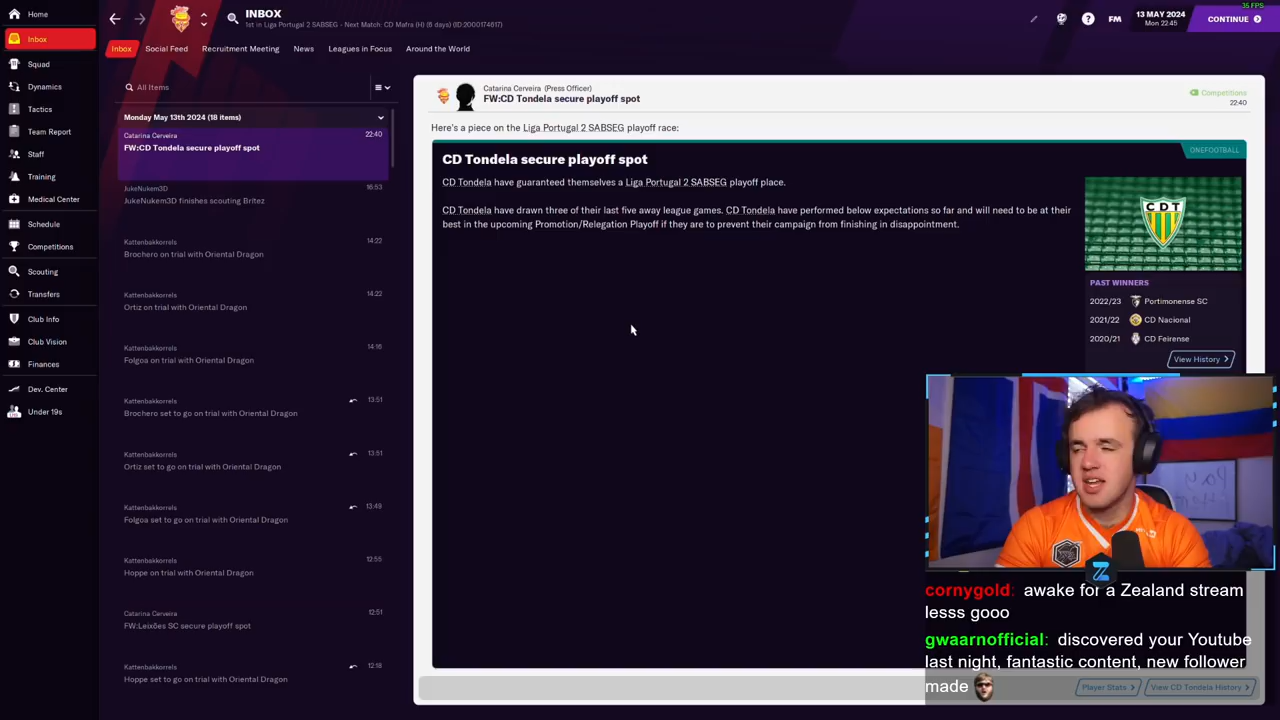 35 FPS
Home
Inbox
Squad
Dynamics
Tactics
Team Report
Staff
Training
Medical Center
Schedule
Competitions
Scouting
Transfers
Club Info
Club Vision
Finances
Dev. Center
Under 19s
INBOX
1st in Liga Portugal 2 SABSEG - Next Match: CD Mafra (H) (6 days) (ID:2000174617)
FM
13 MAY 2024
Mon 22:45
CONTINUE
Inbox
Social Feed
Recruitment Meeting
News
Leagues in Focus
Around the World
All Items
Monday May 13th 2024 (18 items)
Catarina Cerveira 22:40
FW:CD Tondela secure playoff spot
JukeNukem3D 16:53
JukeNukem3D finishes scouting Britez
Kattenbakkorrels 14:22
Brochero on trial with Oriental Dragon
Kattenbakkorrels 14:22
Ortiz on trial with Oriental Dragon
Kattenbakkorrels 14:16
Folgoa on trial with Oriental Dragon
Kattenbakkorrels 13:51
Brochero set to go on trial with Oriental Dragon
Kattenbakkorrels 13:51
Ortiz set to go on trial with Oriental Dragon
Kattenbakkorrels 13:49
Folgoa set to go on trial with Oriental Dragon
Kattenbakkorrels 12:55
Hoppe on trial with Oriental Dragon
Catarina Cerveira 12:51
FW:Leixões SC secure playoff spot
Kattenbakkorrels 12:18
Hoppe set to go on trial with Oriental Dragon
Catarina Cerveira (Press Officer)
FW:CD Tondela secure playoff spot
Competitions
22:40
Here's a piece on the Liga Portugal 2 SABSEG playoff race:
ONEFOOTBALL
CD Tondela secure playoff spot
CD Tondela have guaranteed themselves a Liga Portugal 2 SABSEG playoff place.
CD Tondela have drawn three of their last five away league games. CD Tondela have performed below expectations so far and will need to be at their
best in the upcoming Promotion/Relegation Playoff if they are to prevent their campaign from finishing in disappointment.
CDT
PAST WINNERS
2022/23 Portimonense SC
2021/22 CD Nacional
2020/21 CD Feirense
View History
cornygold: awake for a Zealand stream
lesss gooo
gwaarnofficial: discovered your Youtube
last night, fantastic content, new follower
made
Player Stats
View CD Tondela History